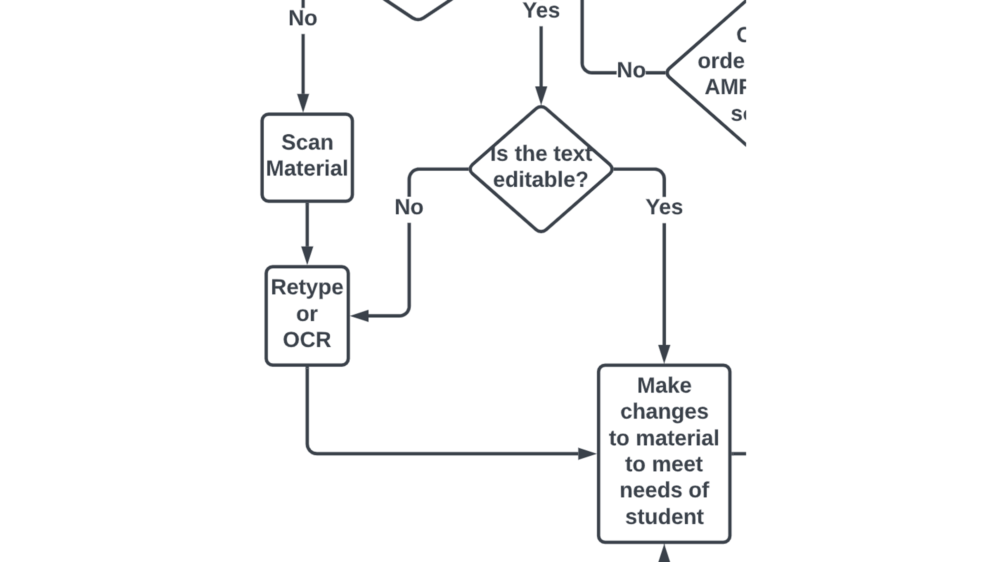 No
Yes
No
Scan
Material
Is the text
editable?
No
Yes
Retype
or
OCR
Make
changes
to material
to meet
needs of
student